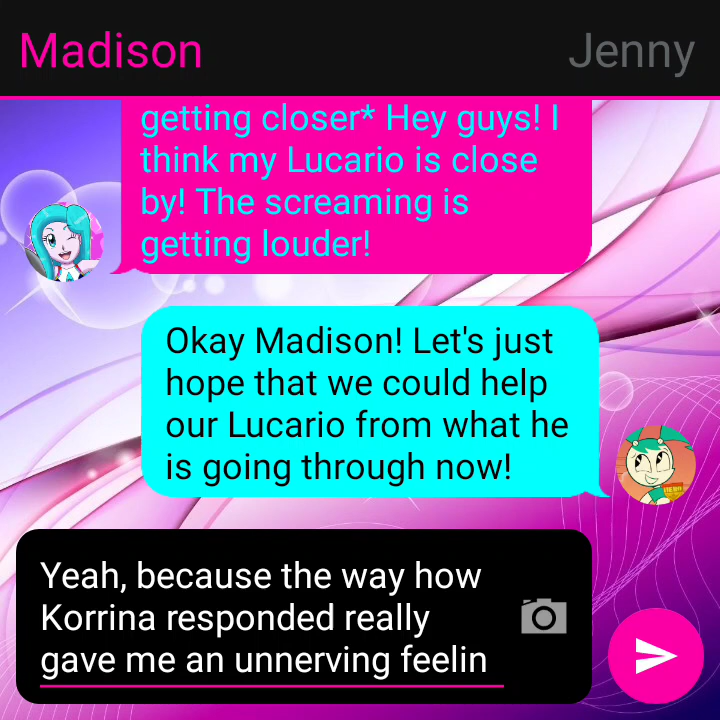 Madison
Jenny
getting closer* Hey guys! I
think my Lucario is close
by! The screaming is
getting louder!
Okay Madison! Let's just
hope that we could help
our Lucario from what he
is going through now!
Yeah, because the way how
Korrina responded really
gave me an unnerving feelin